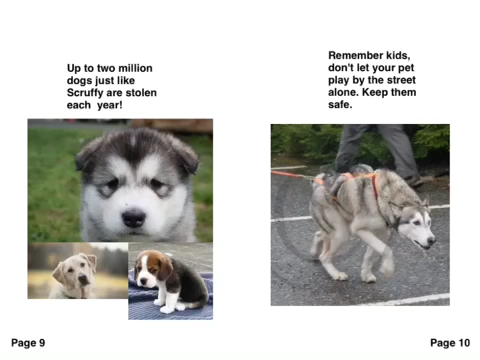 Up to two million
dogs just like
Scruffy are stolen
each  year!
Page 9
Remember kids,
don't let your pet
play by the street
alone. Keep them
safe.
Page 10